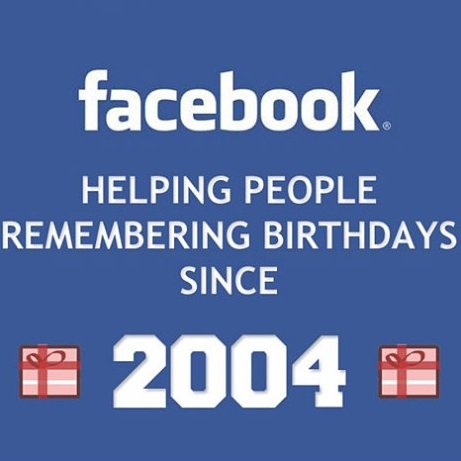 facebook®
HELPING PEOPLE
REMEMBERING BIRTHDAYS
SINCE
2004